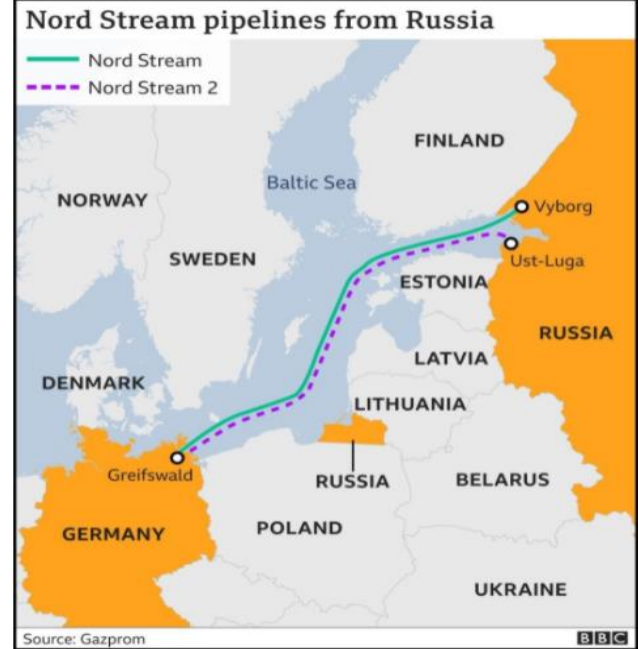 Nord Stream pipelines from Russia
Nord Stream
Nord Stream 2
FINLAND
Baltic Sea
NORWAY
Vyborg
SWEDEN
Ust-Luga
ESTONIA
RUSSIA
LATVIA
DENMARK
LITHUANIA
Greifswald
RUSSIA
BELARUS
GERMANY
POLAND
UKRAINE
Source: Gazprom
BBC